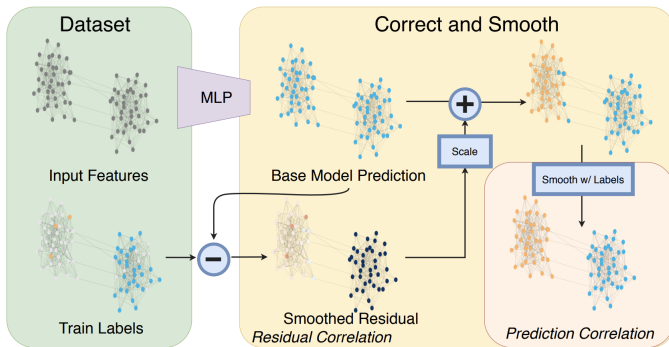 Dataset
Correct and Smooth
MLP
+
Scale
Input Features
Base Model Prediction
Smooth w/ Labels
−
Train Labels
Smoothed Residual
Residual Correlation
Prediction Correlation